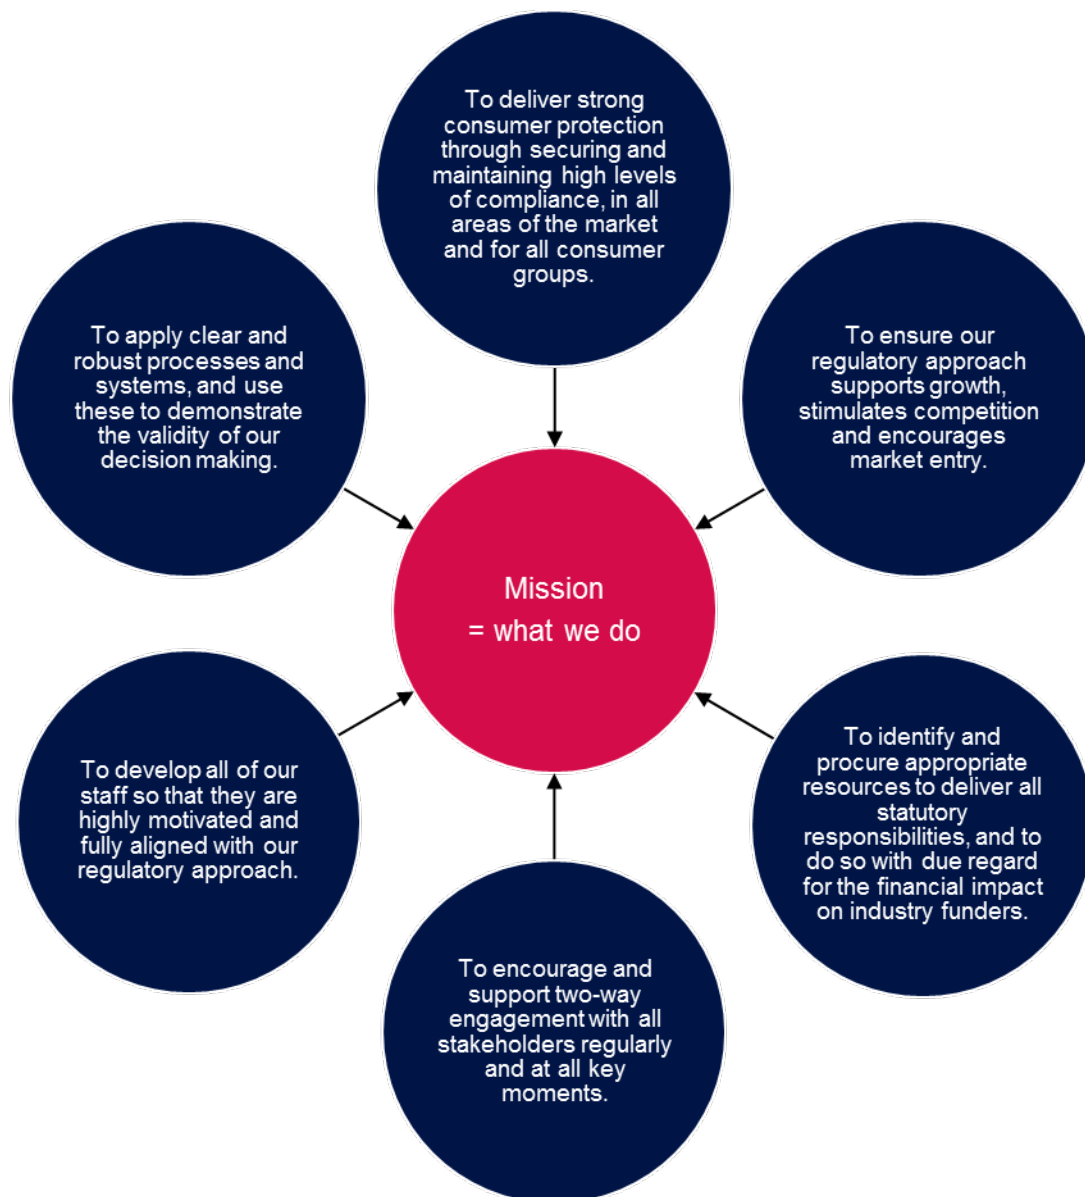 To deliver strong
consumer protection
through securing and
maintaining high levels
of compliance, in all
areas of the market
and for all consumer
groups.
To ensure our
regulatory approach
supports growth,
stimulates competition
and encourages
market entry.
To identify and
procure appropriate
resources to deliver all
statutory
responsibilities, and to
do so with due regard
for the financial impact
on industry funders.
To encourage and
support two-way
engagement with all
stakeholders regularly
and at all key
moments.
To develop all of our
staff so that they are
highly motivated and
fully aligned with our
regulatory approach.
To apply clear and
robust processes and
systems, and use
these to demonstrate
the validity of our
decision making.
Mission
= what we do